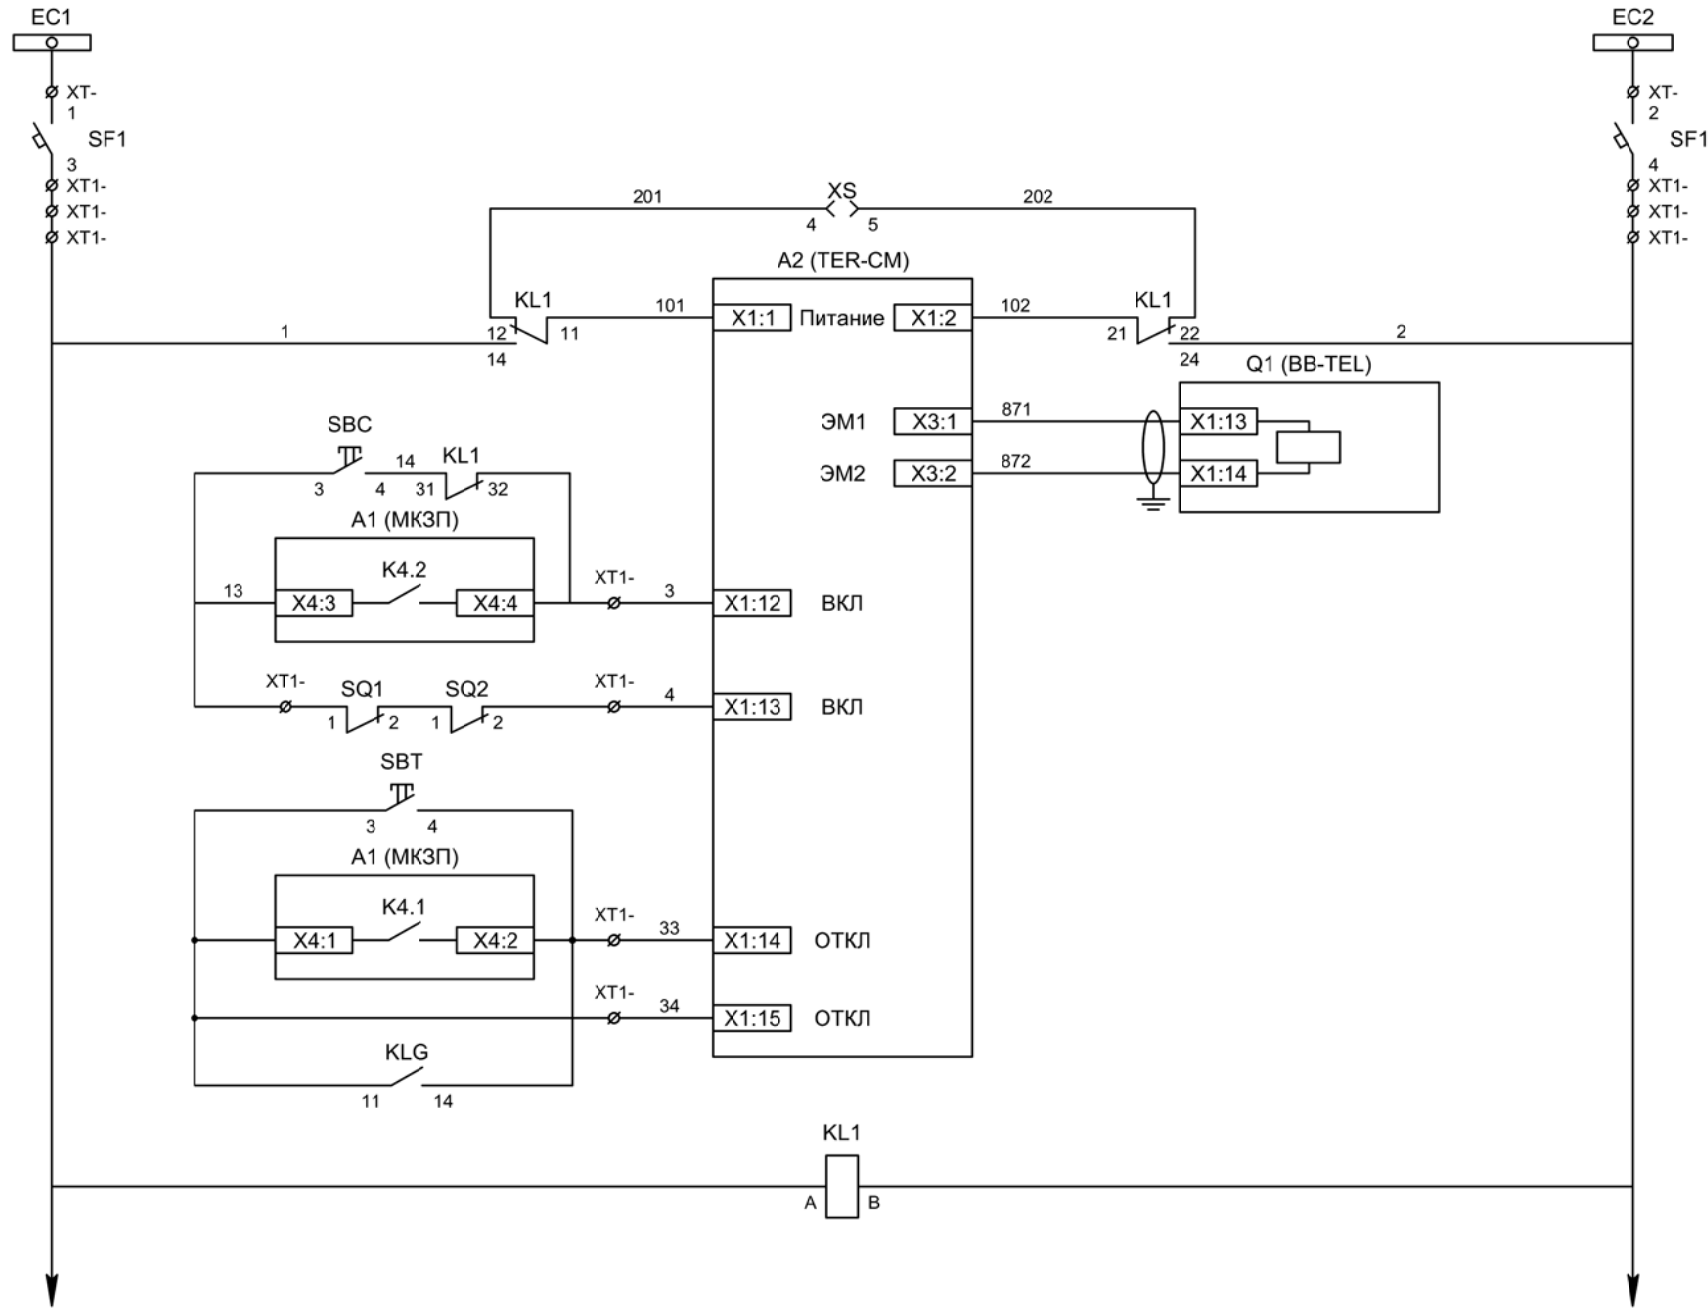 EC1
EC2
XT-
1
SF1
3
XT1-
XT1-
XT1-
XT-
2
SF1
4
XT1-
XT1-
XT1-
201
XS
202
4
5
A2 (TER-CM)
KL1
101
X1:1
Питание
X1:2
102
KL1
1
12
11
14
21
22
24
2
Q1 (BB-TEL)
ЭМ1
X3:1
871
X1:13
ЭМ2
X3:2
872
X1:14
SBC
14
KL1
3
4
31
32
A1 (МКЗП)
K4.2
13
X4:3
X4:4
XT1-
3
X1:12
ВКЛ
XT1-
SQ1
SQ2
XT1-
4
X1:13
ВКЛ
1
2
1
2
SBT
3
4
A1 (МКЗП)
K4.1
X4:1
X4:2
XT1-
33
X1:14
ОТКЛ
XT1-
34
X1:15
ОТКЛ
KLG
11
14
KL1
A
B